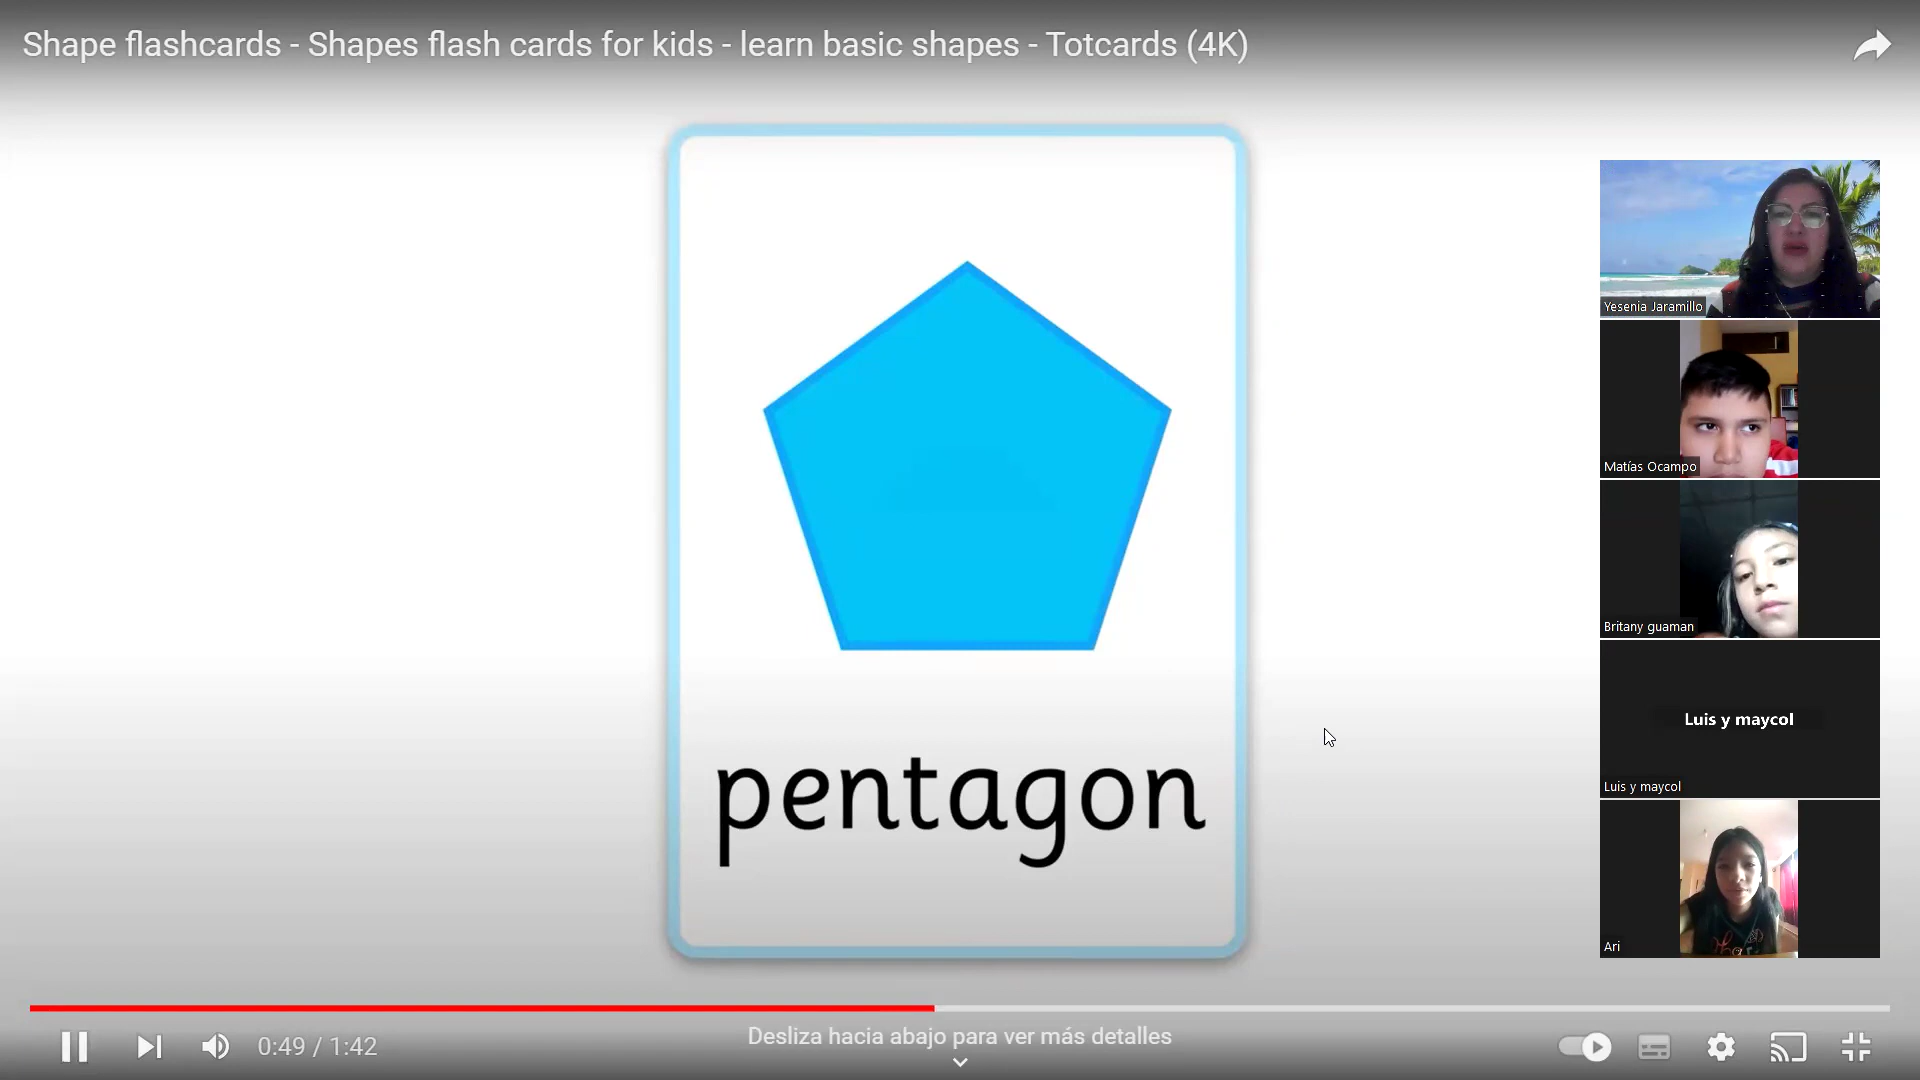 Shape flashcards - Shapes flash cards for kids - learn basic shapes - Totcards (4K)
pentagon
Yesenia Jaramillo
Matías Ocampo
Britany guaman
Luis y maycol
Luis y maycol
Ari
0:49 / 1:42
Desliza hacia abajo para ver más detalles